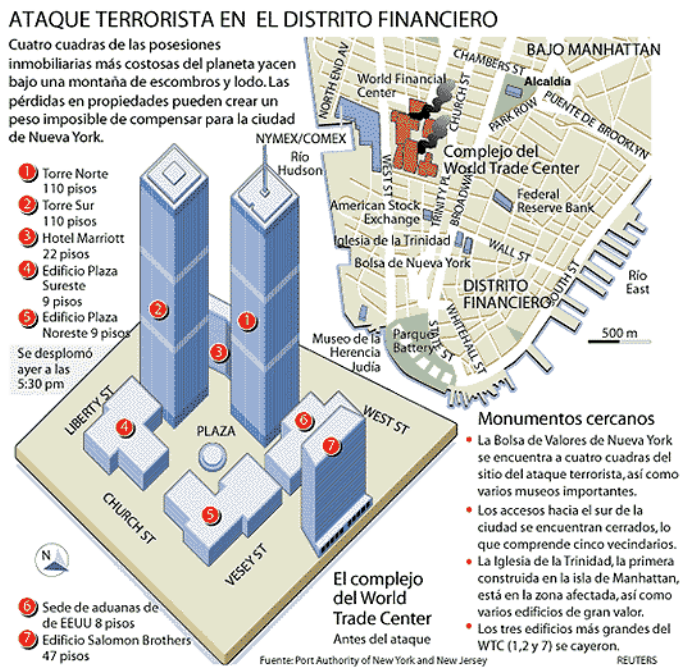 ATAQUE TERRORISTA EN EL DISTRITO FINANCIERO
Cuatro cuadras de las posesiones
inmobiliarias más costosas del planeta yacen
bajo una montaña de escombros y lodo. Las
pérdidas en propiedades pueden crear un
peso imposible de compensar para la ciudad
de Nueva York.
1 Torre Norte
110 pisos
2 Torre Sur
110 pisos
3 Hotel Marriott
22 pisos
4 Edificio Plaza
Sureste
9 pisos
5 Edificio Plaza
Noreste 9 pisos
Se desplomó
ayer a las
5:30 pm
BAJO MANHATTAN
NORTH END AV
World Financial
Center
CHAMBERS ST
CHURCH ST
Alcaldía
PARK ROW
PUENTE DE BROOKLYN
NYMEX/COMEX
Río
Hudson
WEST ST
Complejo del
World Trade Center
American Stock
Exchange
TRINITY PL
BROADWAY
Federal
Reserve Bank
Iglesia de la Trinidad
WALL ST
Bolsa de Nueva York
DISTRITO
FINANCIERO
SOUTH ST
Río
East
Museo de la
Herencia
Judía
Parque
Battery
STATE ST
WHITEHALL ST
500 m
2
1
3
LIBERTY ST
4
PLAZA
6
WEST ST
7
5
CHURCH ST
VESEY ST
N
6 Sede de aduanas de
de EEUU 8 pisos
7 Edificio Salomon Brothers
47 pisos
El complejo
del World
Trade Center
Antes del ataque
Monumentos cercanos
• La Bolsa de Valores de Nueva York
se encuentra a cuatro cuadras del
sitio del ataque terrorista, así como
varios museos importantes.
• Los accesos hacia el sur de la
ciudad se encuentran cerrados, lo
que comprende cinco vecindarios.
• La Iglesia de la Trinidad, la primera
construida en la isla de Manhattan,
está en la zona afectada, así como
varios edificios de gran valor.
• Los tres edificios más grandes del
WTC (1,2 y 7) se cayeron.
Fuente: Port Authority of New York and New Jersey
REUTERS